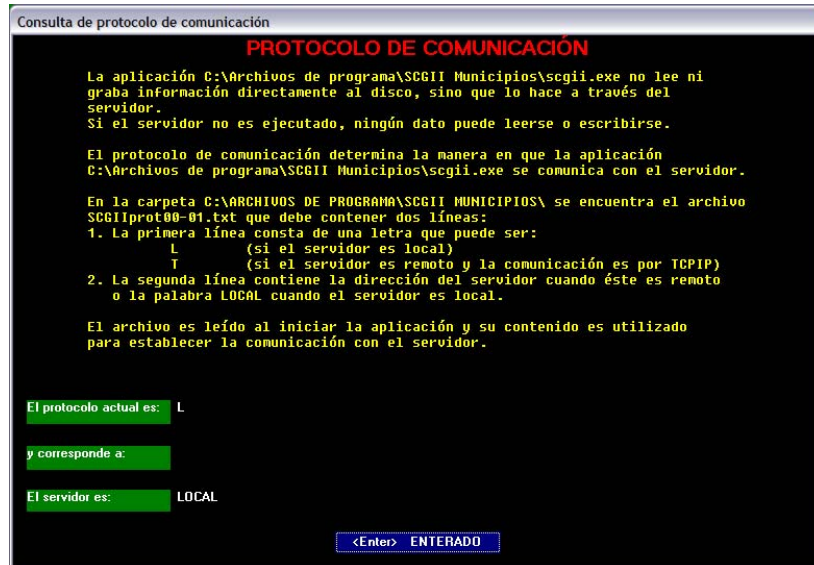 Consulta de protocolo de comunicación
PROTOCOLO DE COMUNICACIÓN
La aplicación C:\Archivos de programa\SCGII Municipios\scgii.exe no lee ni
graba información directamente al disco, sino que lo hace a través del
servidor.
Si el servidor no es ejecutado, ningún dato puede leerse o escribirse.
El protocolo de comunicación determina la manera en que la aplicación
C:\Archivos de programa\SCGII Municipios\scgii.exe se comunica con el servidor.
En la carpeta C:\ARCHIVOS DE PROGRAMA\SCGII MUNICIPIOS\ se encuentra el archivo
SCGIIprot00-01.txt que debe contener dos líneas:
1. La primera línea consta de una letra que puede ser:
L (si el servidor es local)
T (si el servidor es remoto y la comunicación es por TCPIP)
2. La segunda línea contiene la dirección del servidor cuando éste es remoto
o la palabra LOCAL cuando el servidor es local.
El archivo es leído al iniciar la aplicación y su contenido es utilizado
para establecer la comunicación con el servidor.
El protocolo actual es: L
y corresponde a:
El servidor es: LOCAL
<Enter> ENTERADO